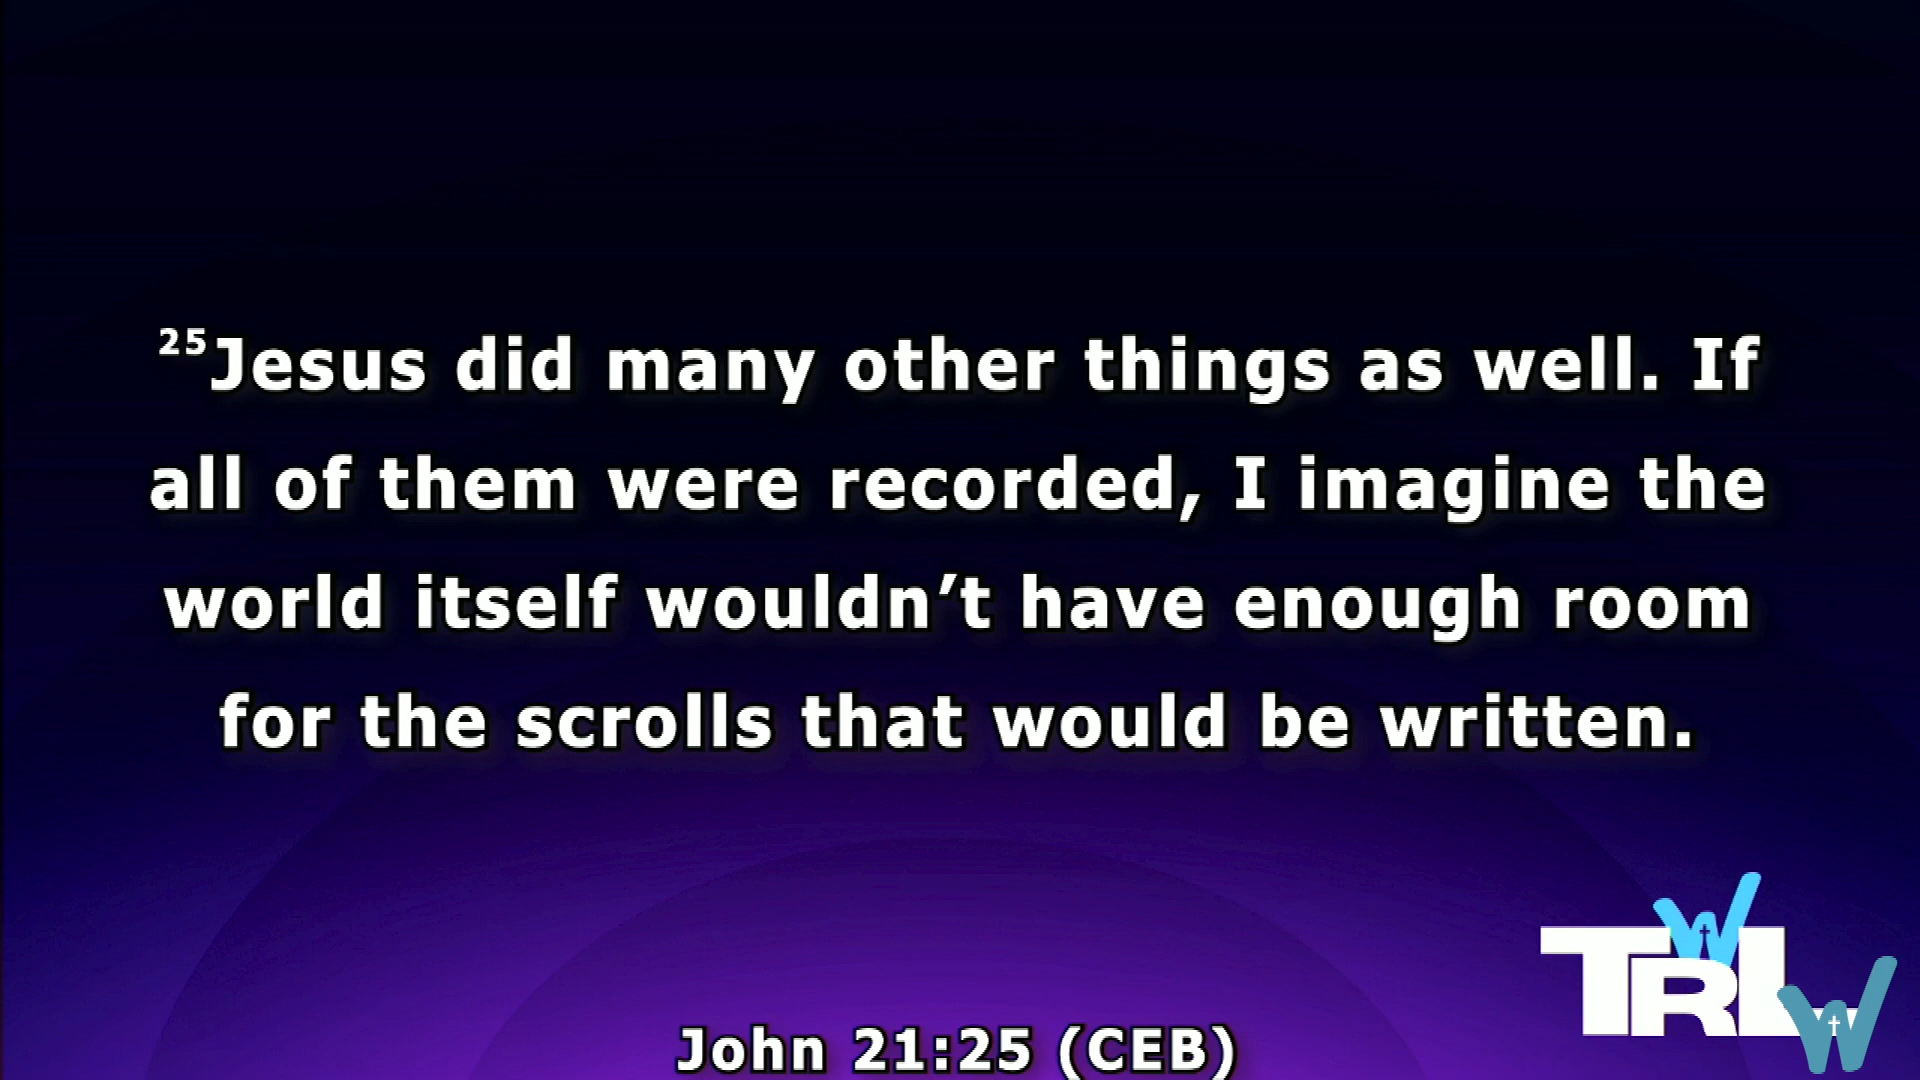 25Jesus did many other things as well. If
all of them were recorded, I imagine the
world itself wouldn’t have enough room
for the scrolls that would be written.
John 21:25 (CEB)
W
TRL
W